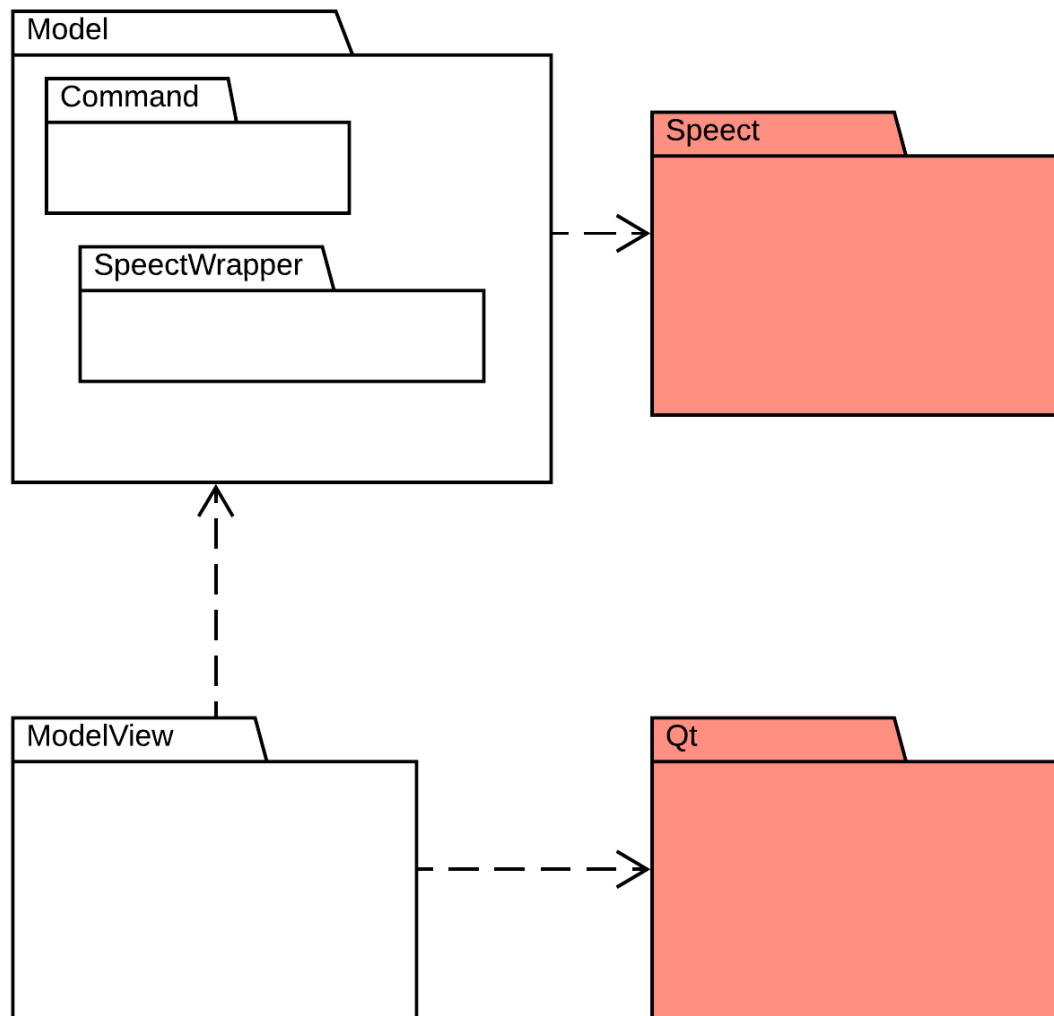 Model
Command
Speect
SpeectWrapper
ModelView
Qt